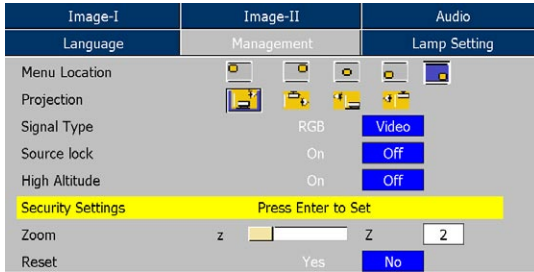 Image-I Image-II Audio
Language Management Lamp Setting
Menu Location
Projection
Signal Type RGB Video
Source lock On Off
High Altitude On Off
Security Settings Press Enter to Set
Zoom z Z 2
Reset Yes No